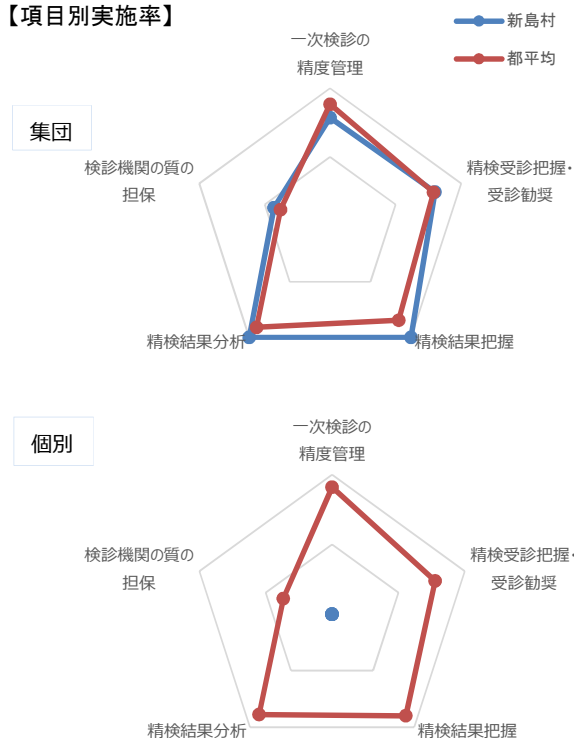 【項目別実施率】
新島村
都平均
集団
一次検診の
精度管理
精検受診把握・
受診勧奨
検診機関の質の
担保
精検結果分析
精検結果把握
個別
一次検診の
精度管理
精検受診把握・
受診勧奨
検診機関の質の
担保
精検結果分析
精検結果把握